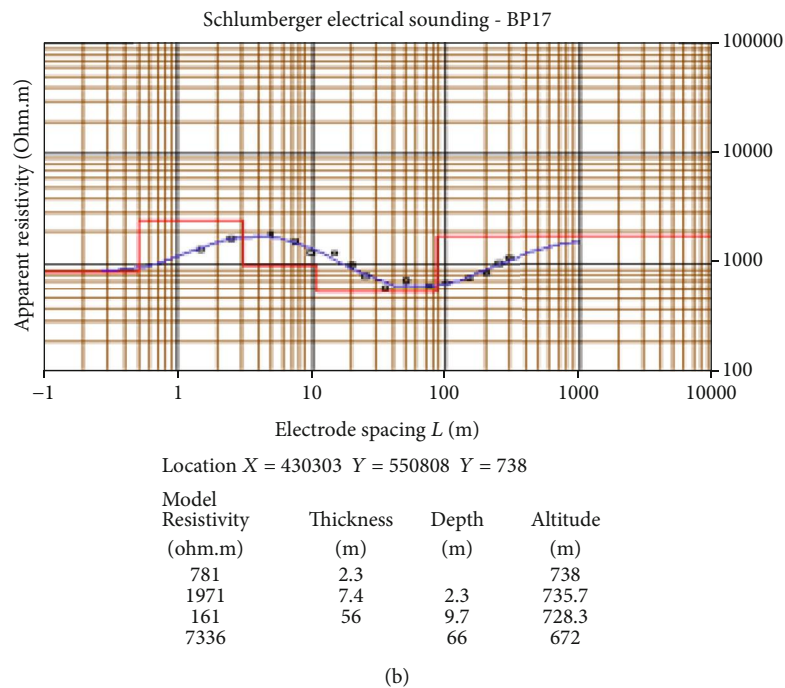 Schlumberger electrical sounding - BP17
Apparent resistivity (Ohm.m)
100000
10000
1000
100
−1 1 10 100 1000 10000
Electrode spacing L (m)
Location X = 430303 Y = 550808 Y = 738
Model
Resistivity Thickness Depth Altitude
(ohm.m) (m) (m) (m)
781 2.3 738
1971 7.4 2.3 735.7
161 56 9.7 728.3
7336 66 672
(b)